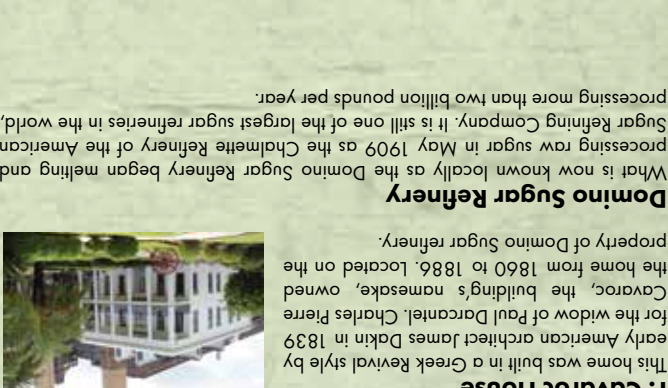 Cavaroc House
This home was built in a Greek Revival style by
early American architect James Dakin in 1839
for the widow of Paul Darcantel. Charles Pierre
Cavaroc, the building's namesake, owned
the home from 1860 to 1886. Located on the
property of Domino Sugar refinery.
Domino Sugar Refinery
What is now known locally as the Domino Sugar Refinery began melting and
processing raw sugar in May 1909 as the Chalmette Refinery of the American
Sugar Refining Company. It is still one of the largest sugar refineries in the world,
processing more than two billion pounds per year.